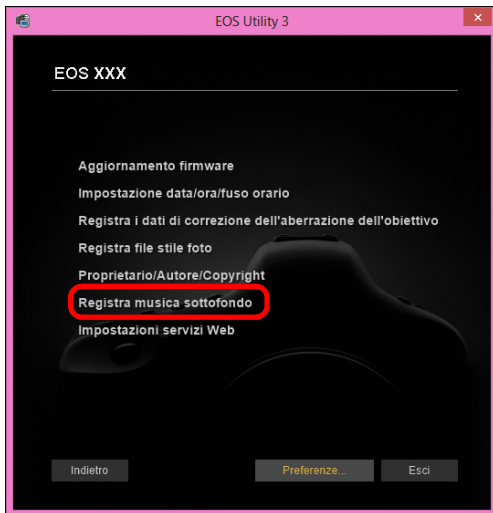 EOS Utility 3
EOS XXX
Aggiornamento firmware
Impostazione data/ora/fuso orario
Registra i dati di correzione dell'aberrazione dell'obiettivo
Registra file stile foto
Proprietario/Autore/Copyright
Registra musica sottofondo
Impostazioni servizi Web
Indietro Preferenze... Esci